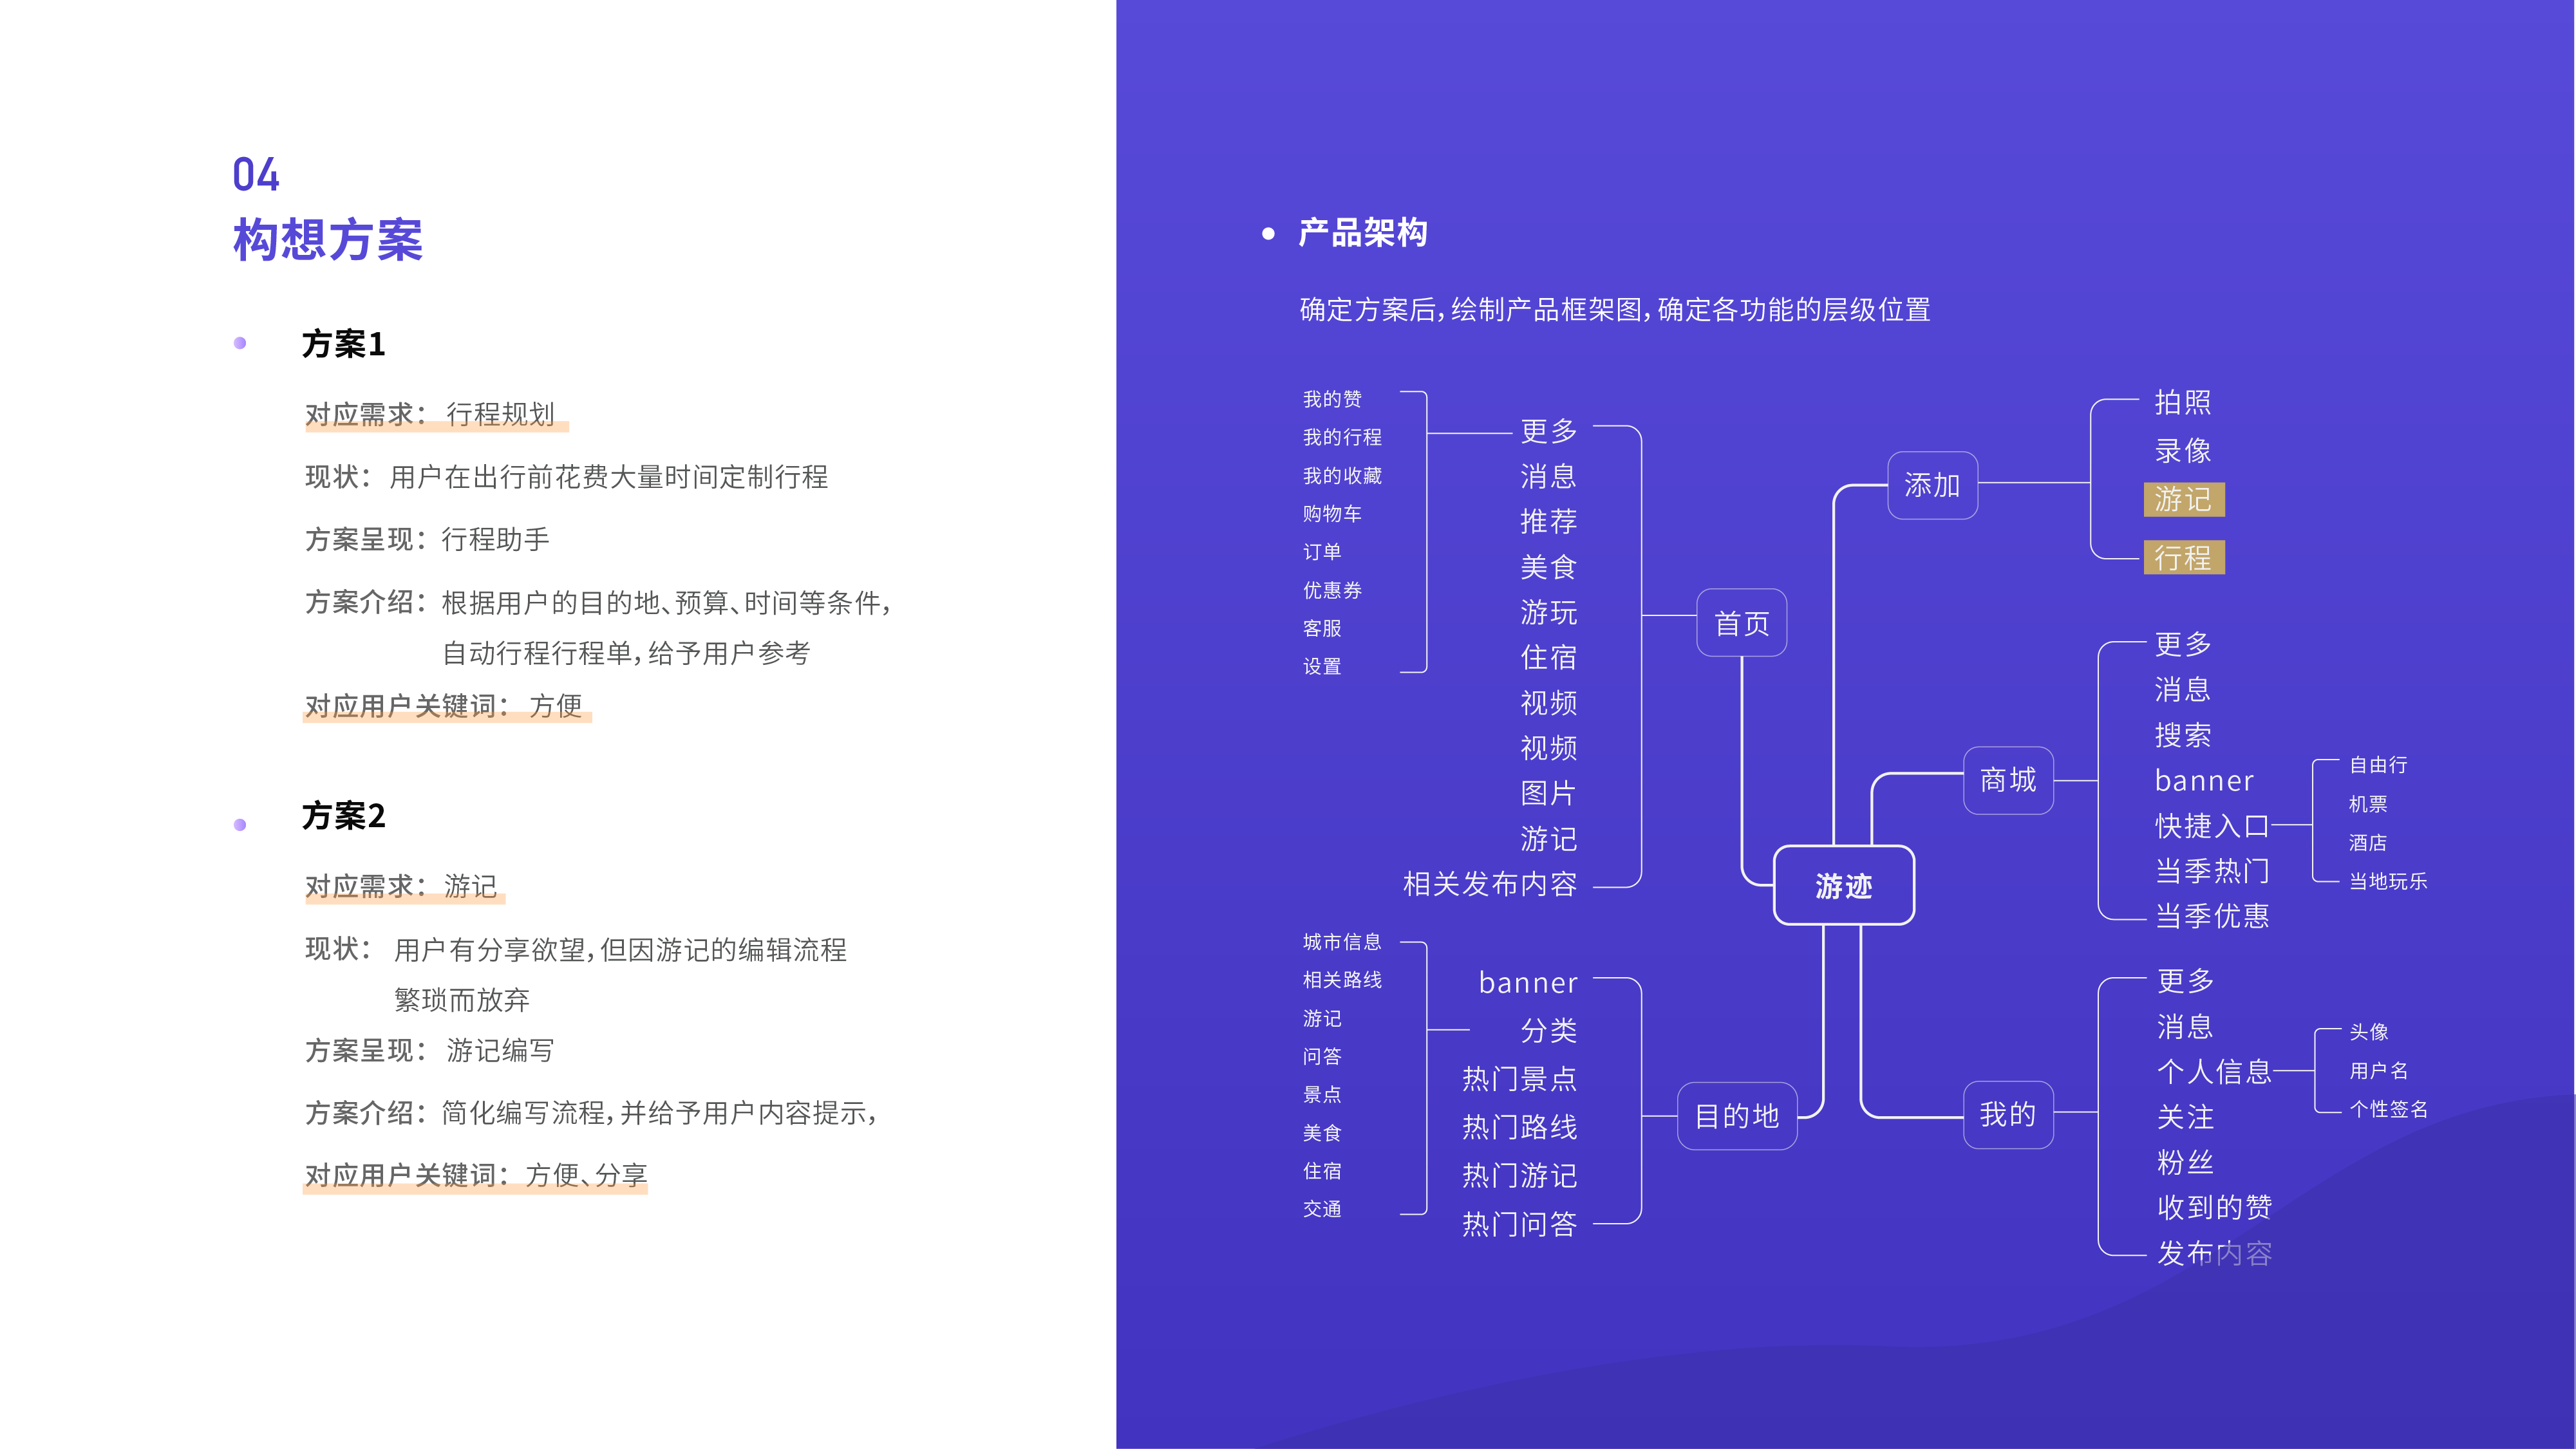 04
构想方案
方案1
对应需求： 行程规划
现状： 用户在出行前花费大量时间定制行程
方案呈现： 行程助手
方案介绍： 根据用户的目的地、预算、时间等条件，
自动行程行程单，给予用户参考
对应用户关键词： 方便
方案2
对应需求： 游记
现状： 用户有分享欲望，但因游记的编辑流程
繁琐而放弃
方案呈现： 游记编写
方案介绍： 简化编写流程，并给予用户内容提示，
对应用户关键词： 方便、分享
产品架构
确定方案后，绘制产品框架图，确定各功能的层级位置
我的赞
我的行程
我的收藏
购物车
订单
优惠券
客服
设置
更多
消息
推荐
美食
游玩
住宿
视频
视频
图片
游记
相关发布内容
首页
城市信息
相关路线
游记
问答
景点
美食
住宿
交通
banner
分类
热门景点
热门路线
热门游记
热门问答
目的地
游迹
添加
拍照
录像
游记
行程
商城
更多
消息
搜索
banner
快捷入口
当季热门
当季优惠
自由行
机票
酒店
当地玩乐
我的
更多
消息
个人信息
关注
粉丝
收到的赞
发布内容
头像
用户名
个性签名